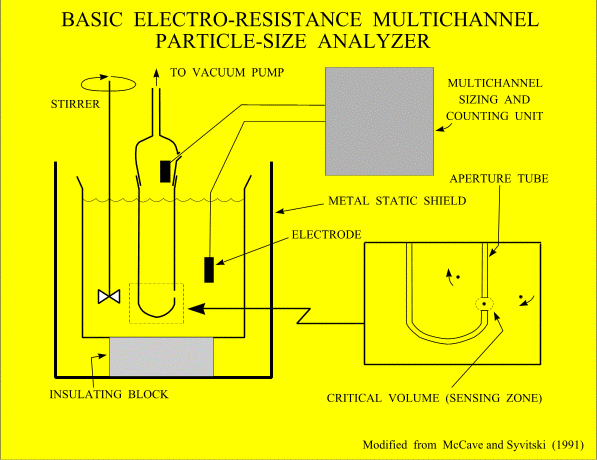 BASIC ELECTRO-RESISTANCE MULTICHANNEL
PARTICLE-SIZE ANALYZER
TO VACUUM PUMP
STIRRER
MULTICHANNEL
SIZING AND
COUNTING UNIT
APERTURE TUBE
METAL STATIC SHIELD
ELECTRODE
INSULATING BLOCK
CRITICAL VOLUME (SENSING ZONE)
Modified from McCave and Syvitski (1991)